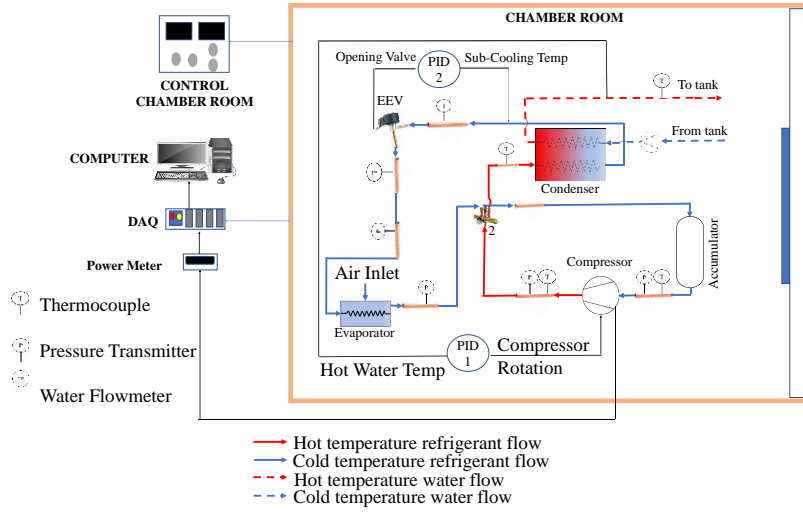 CHAMBER ROOM
CONTROL
CHAMBER ROOM
Opening Valve
PID
2
Sub-Cooling Temp
EEV
T
T
To tank
From tank
COMPUTER
T
Condenser
DAQ
2
Power Meter
Air Inlet
Compressor
Accumulator
P
P
T
P
T
Evaporator
T
Thermocouple
P
Pressure Transmitter
Water Flowmeter
PID
1
Hot Water Temp
Compressor
Rotation
Hot temperature refrigerant flow
Cold temperature refrigerant flow
Hot temperature water flow
Cold temperature water flow